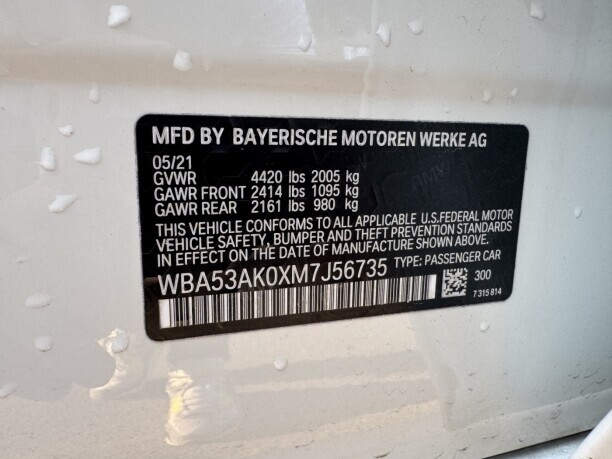 MFD BY BAYERISCHE MOTOREN WERKE AG
05/21
GVWR 4420 lbs 2005 kg
GAWR FRONT 2414 lbs 1095 kg
GAWR REAR 2161 lbs 980 kg
THIS VEHICLE CONFORMS TO ALL APPLICABLE U.S.FEDERAL MOTOR
VEHICLE SAFETY, BUMPER AND THEFT PREVENTION STANDARDS
IN EFFECT ON THE DATE OF MANUFACTURE SHOWN ABOVE.
WBA53AK0XM7J56735 TYPE: PASSENGER CAR
300
7 315 814